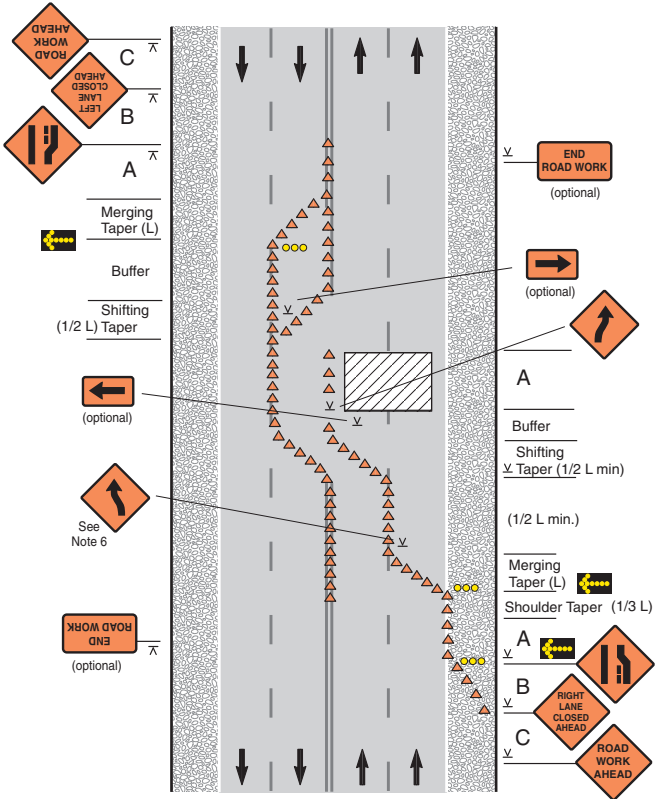 ROAD
WORK
AHEAD
C
LEFT
LANE
CLOSED
AHEAD
B
A
Merging
Taper (L)
Buffer
Shifting
(1/2 L) Taper
(optional)
See
Note 6
END
ROAD WORK
(optional)
END
ROAD WORK
(optional)
(optional)
A
Buffer
Shifting
Taper (1/2 L min)
(1/2 L min.)
Merging
Taper (L)
Shoulder Taper (1/3 L)
A
B
RIGHT
LANE
CLOSED
AHEAD
C
ROAD
WORK
AHEAD